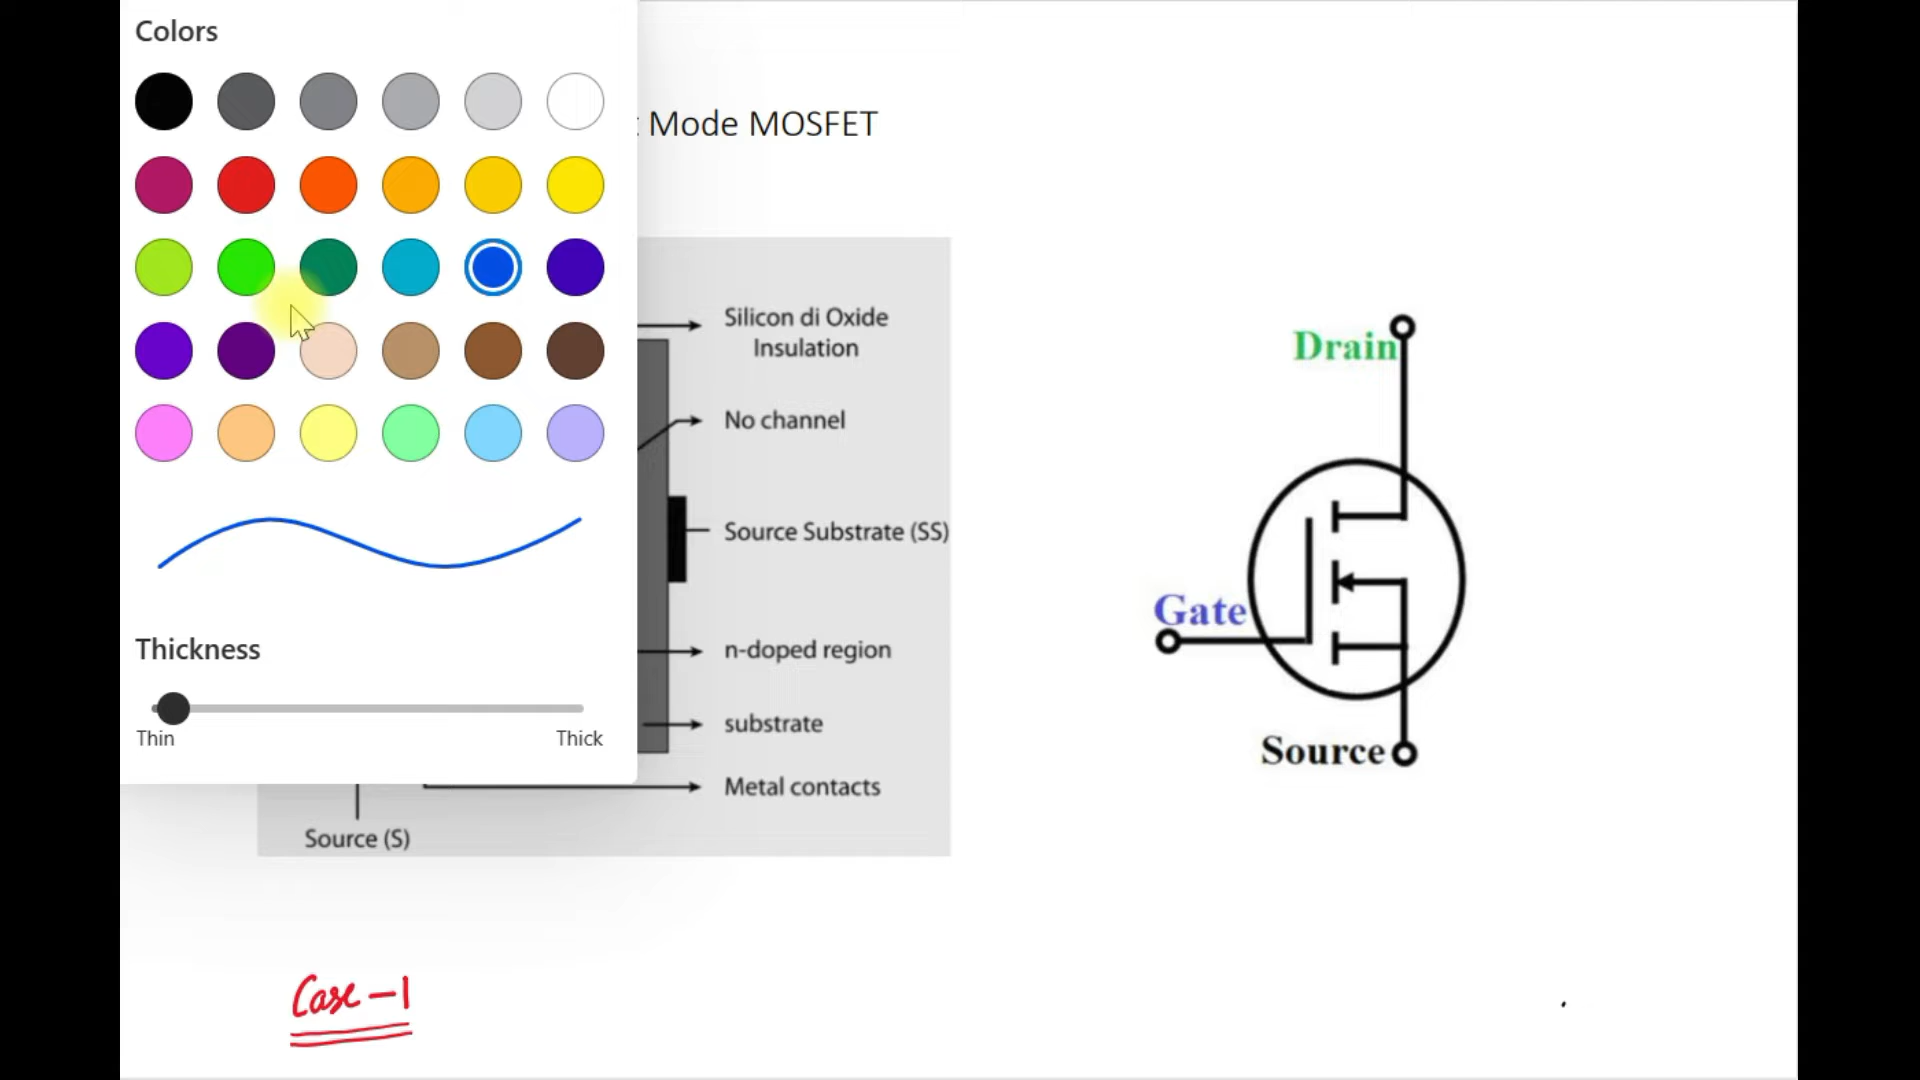 Colors
Mode MOSFET
Silicon di Oxide
Insulation
No channel
Source Substrate (SS)
n-doped region
substrate
Metal contacts
Source (S)
Drain
Gate
Source
Thickness
Thin
Thick
Case-1